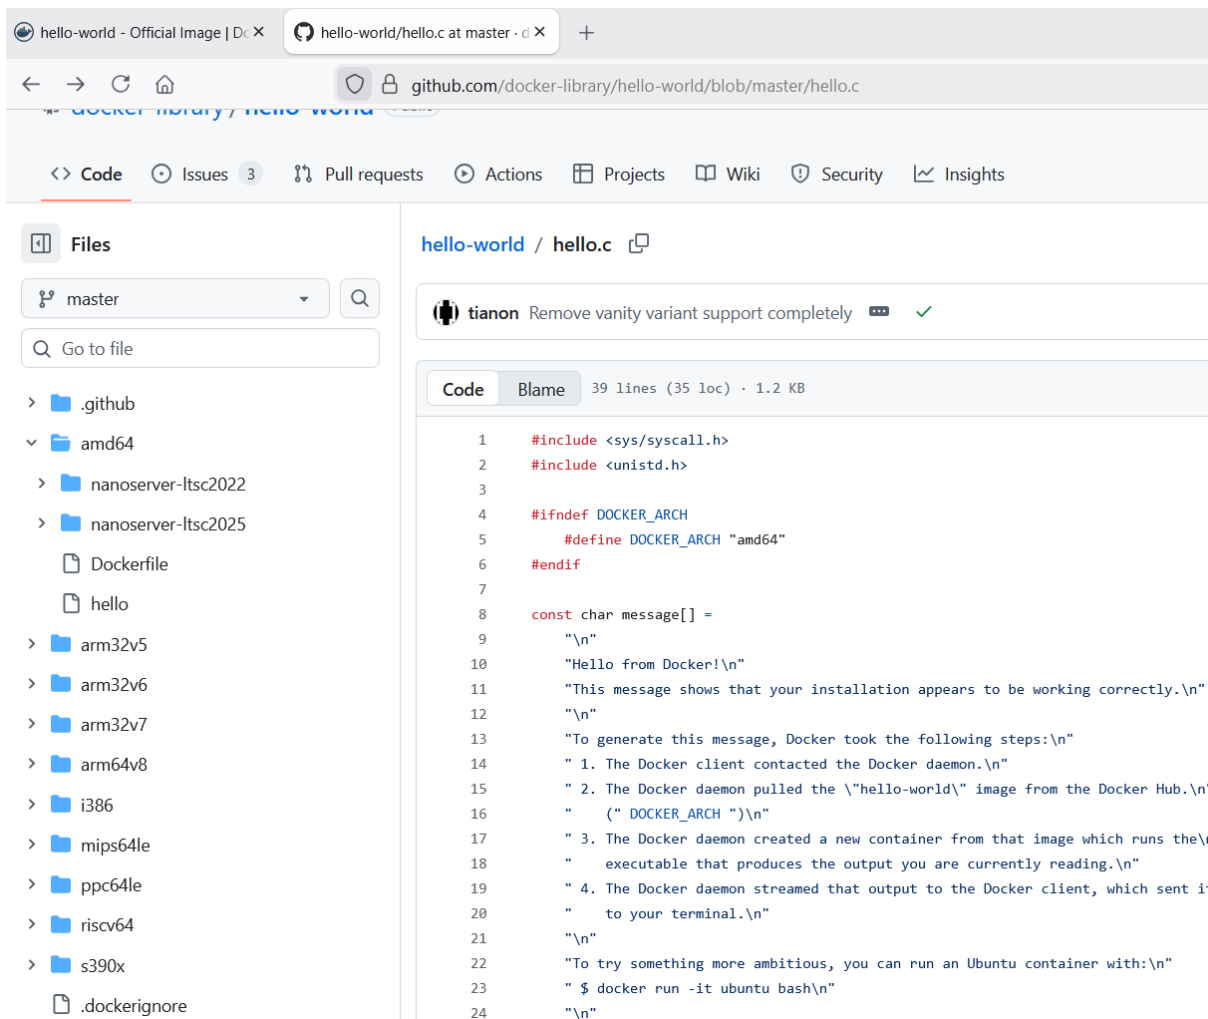 hello-world - Official Image | Do
hello-world/hello.c at master · d
github.com/docker-library/hello-world/blob/master/hello.c
docker-library / hello-world Public
Code
Issues 3
Pull requests
Actions
Projects
Wiki
Security
Insights
Files
master
Go to file
.github
amd64
nanoserver-ltsc2022
nanoserver-ltsc2025
Dockerfile
hello
arm32v5
arm32v6
arm32v7
arm64v8
i386
mips64le
ppc64le
riscv64
s390x
.dockerignore
hello-world / hello.c
tianon Remove vanity variant support completely
Code Blame 39 lines (35 loc) · 1.2 KB
1 #include <sys/syscall.h>
2 #include <unistd.h>
3
4 #ifndef DOCKER_ARCH
5     #define DOCKER_ARCH "amd64"
6 #endif
7
8 const char message[] =
9     "\n"
10     "Hello from Docker!\n"
11     "This message shows that your installation appears to be working correctly.\n"
12     "\n"
13     "To generate this message, Docker took the following steps:\n"
14     " 1. The Docker client contacted the Docker daemon.\n"
15     " 2. The Docker daemon pulled the \"hello-world\" image from the Docker Hub.\n"
16     "    (" DOCKER_ARCH ")\n"
17     " 3. The Docker daemon created a new container from that image which runs the\n
18     "    executable that produces the output you are currently reading.\n"
19     " 4. The Docker daemon streamed that output to the Docker client, which sent it
20     "    to your terminal.\n"
21     "\n"
22     "To try something more ambitious, you can run an Ubuntu container with:\n"
23     " $ docker run -it ubuntu bash\n"
24     "\n"